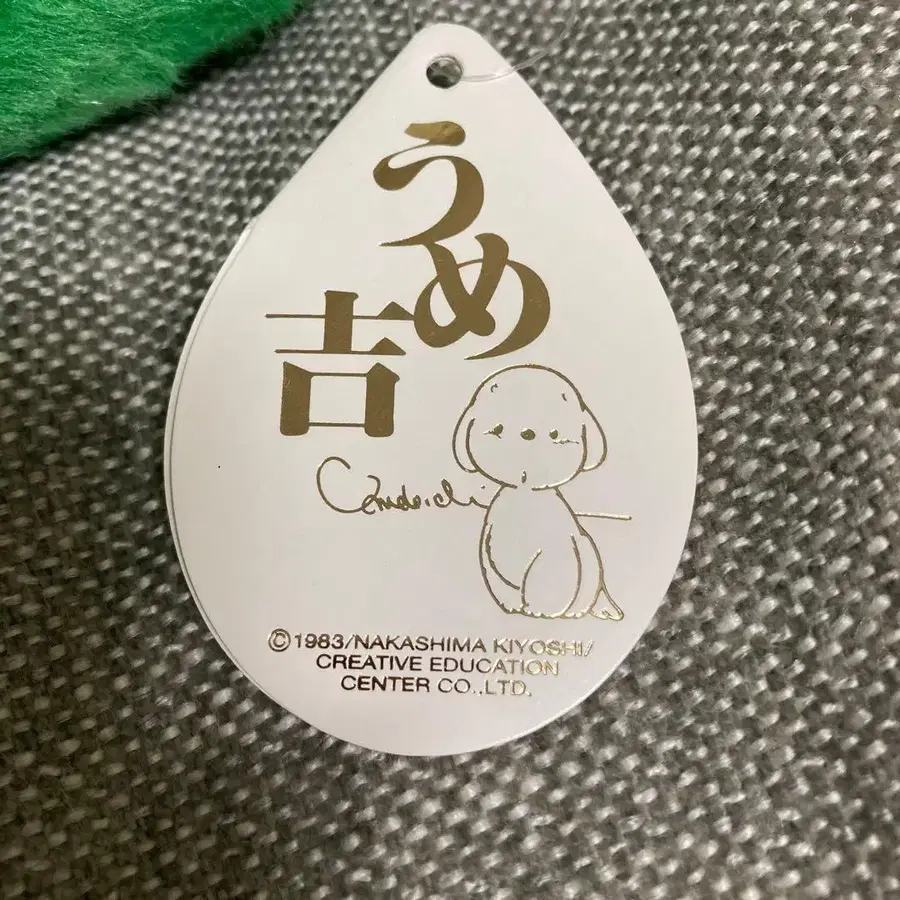 うめ吉
©1983/NAKASHIMA KIYOSHI/
CREATIVE EDUCATION
CENTER CO.,LTD.